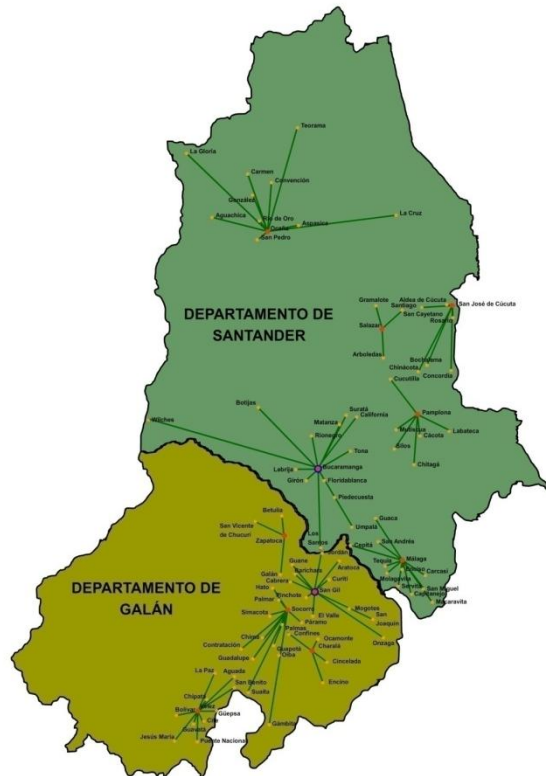 Teorama
La Gloria
Carmen
Convención
González
Aguachica
Río de Oro
Aspasica
Ocaña
San Pedro
La Cruz
Gramalote
Aldea de Cúcuta
Santiago
San José de Cúcuta
San Cayetano
Rosario
Salazar
DEPARTAMENTO DE
SANTANDER
Arboledas
Bochalema
Chinácota
Concordia
Cucutilla
Botijas
Suratá
California
Matanza
Pamplona
Wilches
Rionegro
Mutiscua
Labateca
Cácota
Silos
Tona
Chitagá
Bucaramanga
Lebrija
Girón
Floridablanca
Piedecuesta
Betulia
Guaca
San Vicente
de Chucurí
Umpalá
Los
Santos
Zapatoca
Cepitá
San Andrés
Jordán
Guane
Málaga
Barichara
Aratoca
Tequia
DEPARTAMENTO DE
GALÁN
Galán
Cabrera
Curití
Carcasí
Hato
San Gil
Molagavita
Servitá
San Miguel
Pinchote
Capitanejo
Palmar
Macaravita
Socorro
Mogotes
Simacota
El Valle
San
Joaquín
Páramo
Palmas
Confines
Chima
Ocamonte
Onzaga
Contratación
Guapotá
Charalá
Oiba
Guadalupe
Cincelada
La Paz
Aguada
San Benito
Encino
Suaita
Chipatá
Bolívar
Güepsa
Cite
Gámbita
Jesús María
Puente Nacional